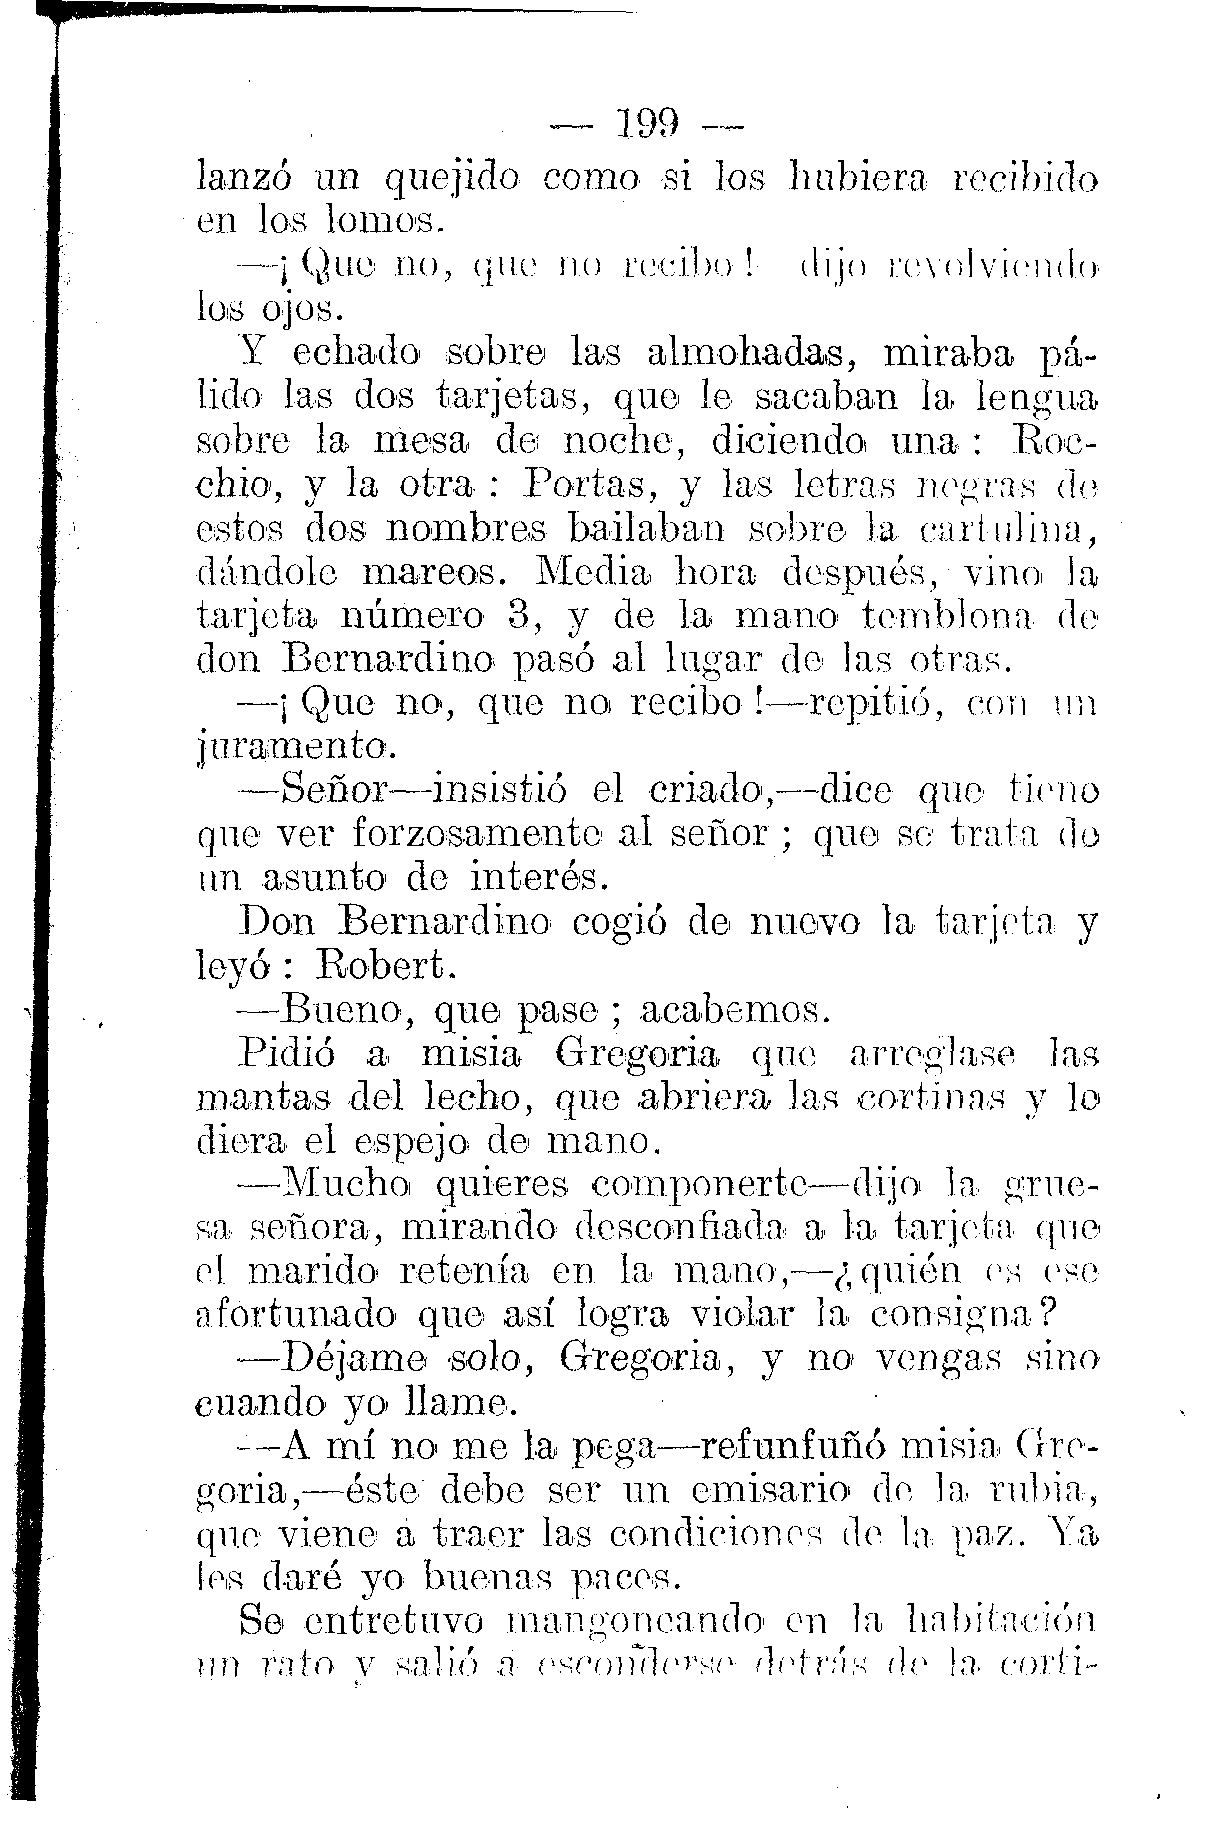 — 199 —
lanzó un quejido como si los hubiera recibido
en los lomos.
—¡ Que no, que no recibo ! dijo revolviendo
los ojos.
Y echado sobre las almohadas, miraba pá-
lido las dos tarjetas, que le sacaban la lengua
sobre la mesa de noche, diciendo una : Roc-
chio, y la otra : Portas, y las letras negras de
estos dos nombres bailaban sobre la cartulina,
dándole mareos. Media hora después, vino la
tarjeta número 3, y de la mano temblona de
don Bernardino pasó al lugar de las otras.
—¡ Que no, que no recibo !—repitió, con un
juramento.
—Señor—insistió el criado,—dice que tiene
que ver forzosamente al señor ; que se trata de
un asunto de interés.
Don Bernardino cogió de nuevo la tarjeta y
leyó : Robert.
—Bueno, que pase ; acabemos.
Pidió a misia Gregoria que arreglase las
mantas del lecho, que abriera las cortinas y le
diera el espejo de mano.
—Mucho quieres componerte—dijo la grue-
sa señora, mirando desconfiada a la tarjeta que
el marido retenía en la mano,—¿quién es ese
afortunado que así logra violar la consigna?
—Déjame solo, Gregoria, y no vengas sino
cuando yo llame.
—A mí no me la pega—refunfuñó misia Gre-
goria,—éste debe ser un emisario de la rubia,
que viene a traer las condiciones de la paz. Ya
les daré yo buenas paces.
Se entretuvo mangoneando en la habitación
un rato y salió a esconderse detrás de la corti-